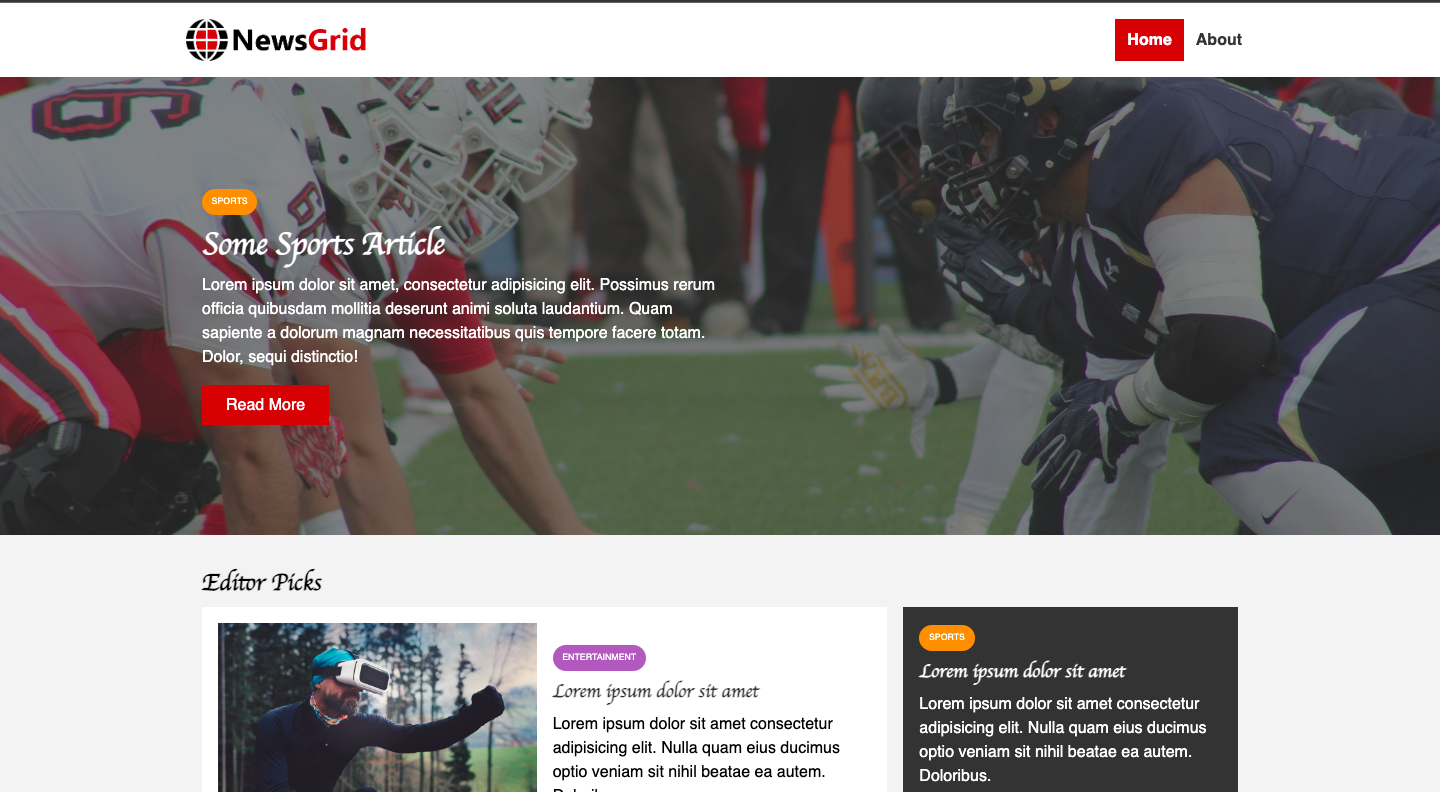 NewsGrid
Home About
SPORTS
Some Sports Article
Lorem ipsum dolor sit amet, consectetur adipisicing elit. Possimus rerum
officia quibusdam mollitia deserunt animi soluta laudantium. Quam
sapiente a dolorum magnam necessitatibus quis tempore facere totam.
Dolor, sequi distinctio!
Read More
Editor Picks
ENTERTAINMENT
Lorem ipsum dolor sit amet
Lorem ipsum dolor sit amet consectetur
adipisicing elit. Nulla quam eius ducimus
optio veniam sit nihil beatae ea autem.
SPORTS
Lorem ipsum dolor sit amet
Lorem ipsum dolor sit amet consectetur
adipisicing elit. Nulla quam eius ducimus
optio veniam sit nihil beatae ea autem.
Doloribus.